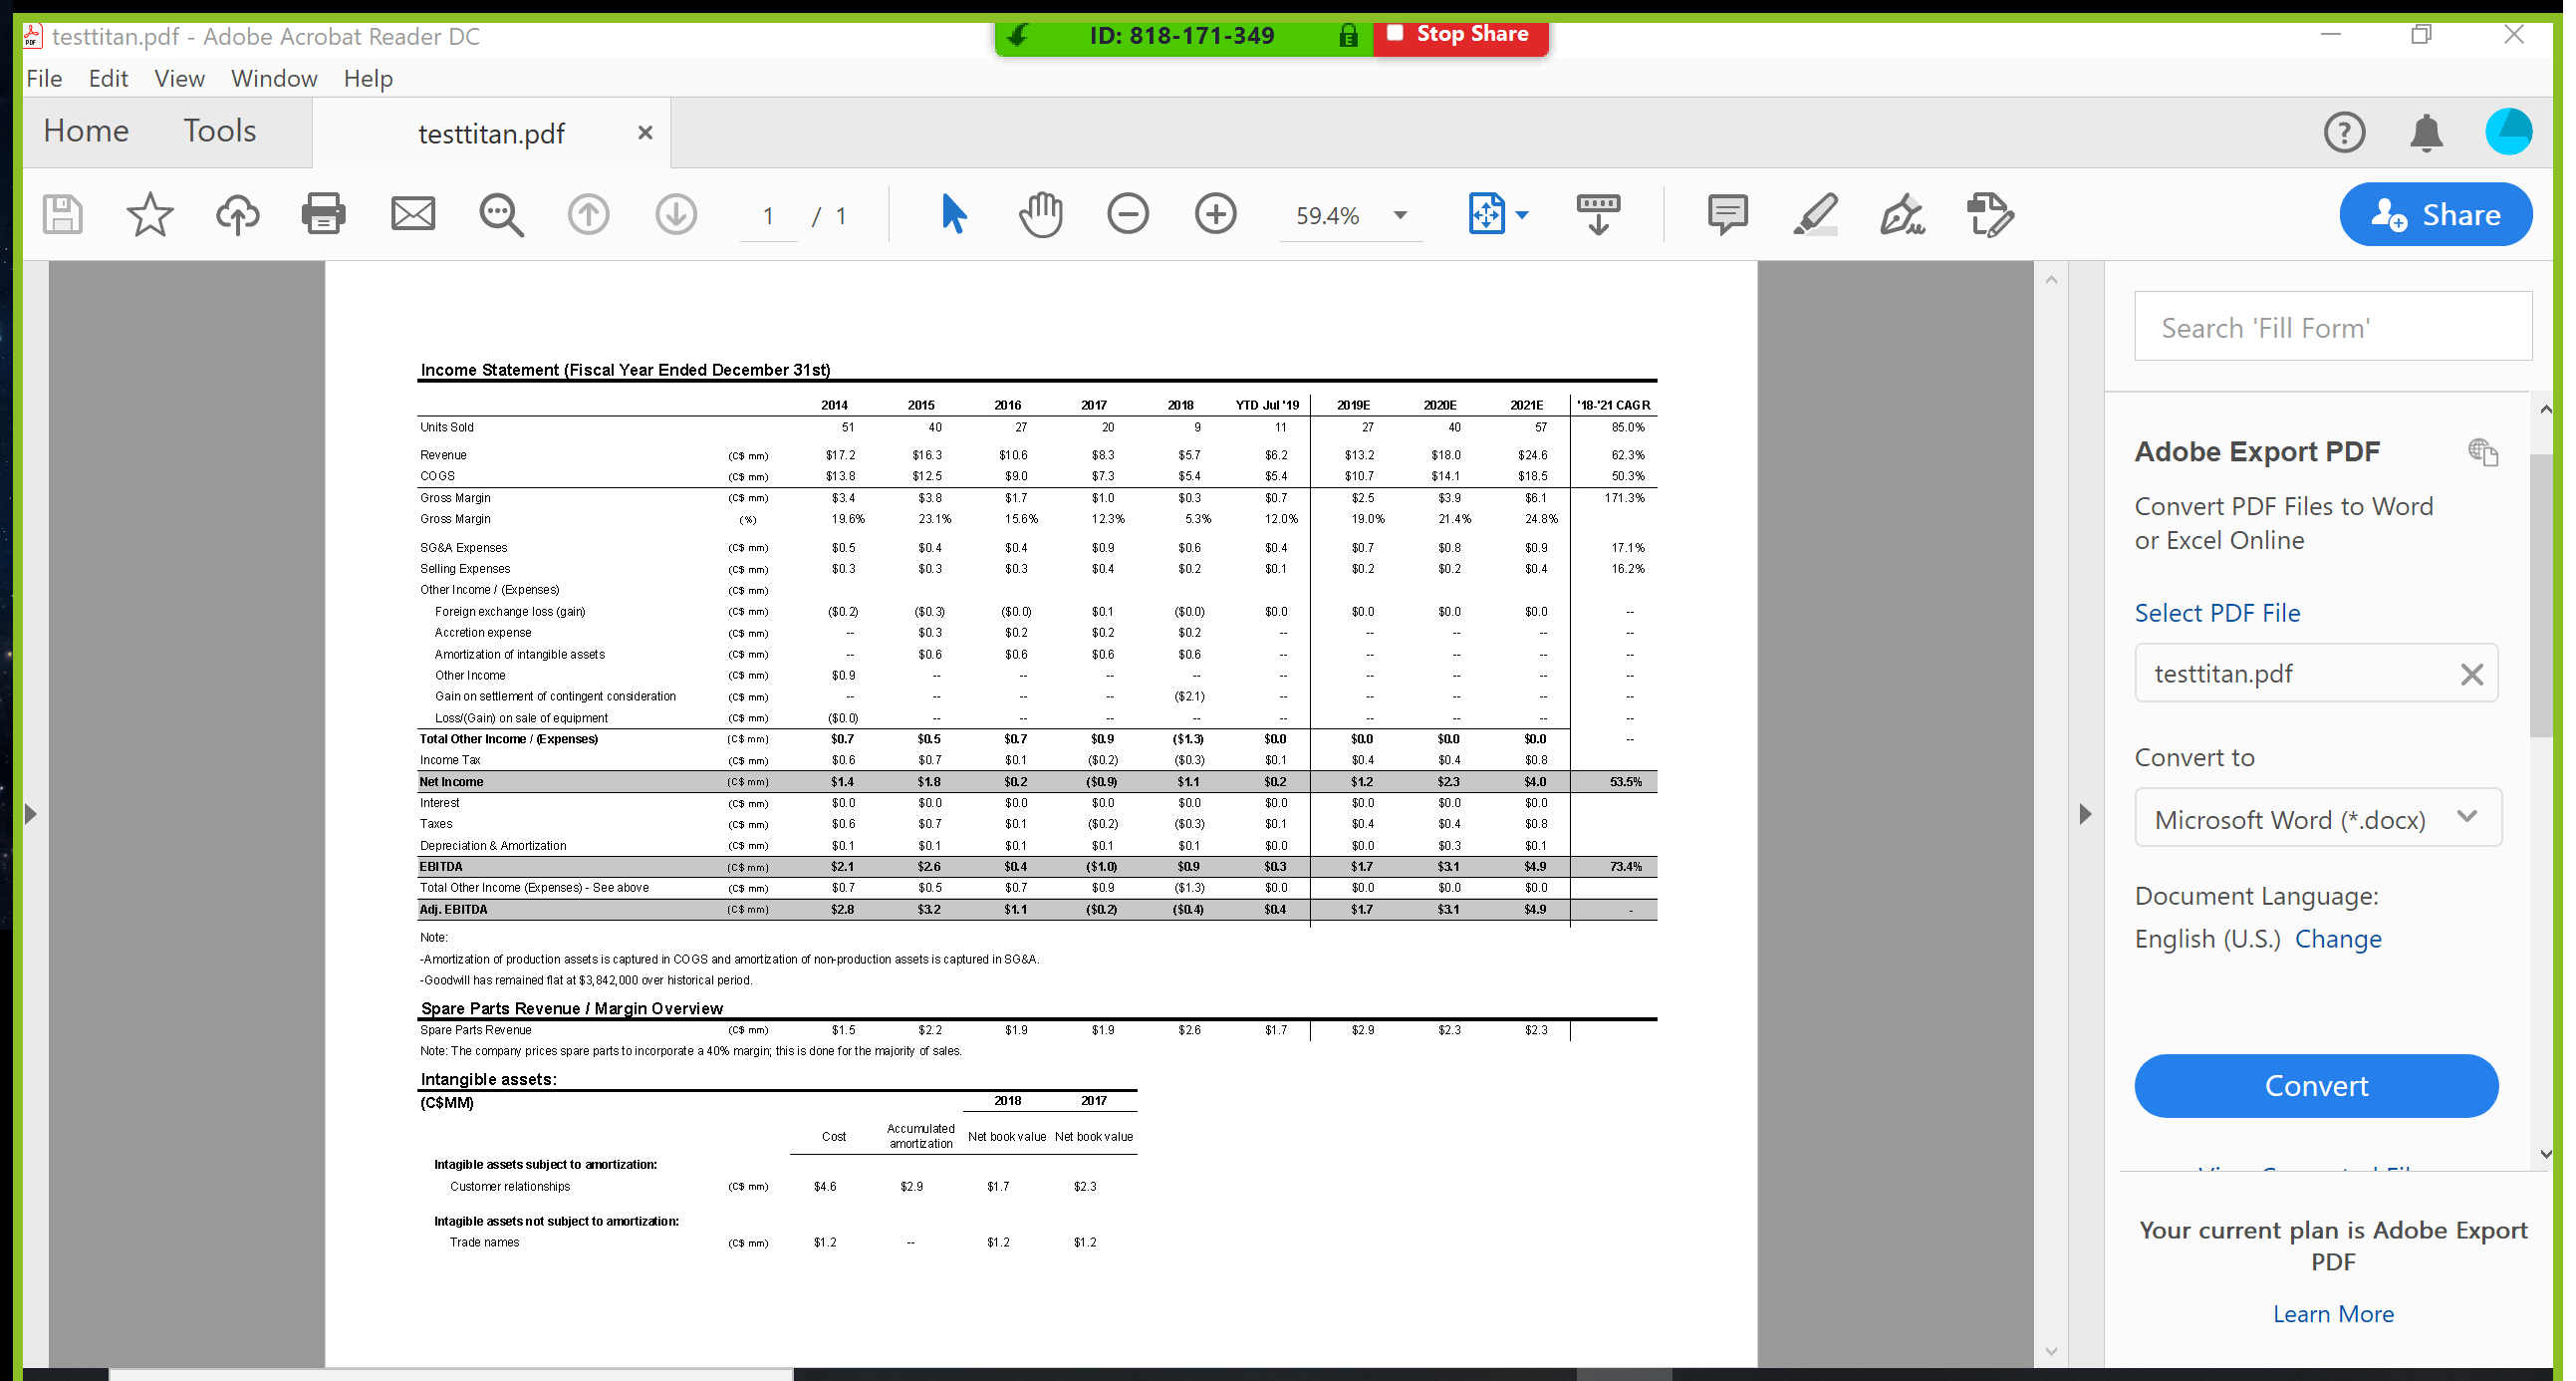 testtitan.pdf - Adobe Acrobat Reader DC
ID: 818-171-349
Stop Share
File Edit View Window Help
Home Tools testtitan.pdf
1 / 1 59.4% Share
Search 'Fill Form'
Income Statement (Fiscal Year Ended December 31st)
2014 2015 2016 2017 2018 YTD Jul '19 2019E 2020E 2021E '18-'21 CAGR
Units Sold 51 40 27 20 9 11 27 40 57 85.0%
Revenue (C$ mm) $17.2 $16.3 $10.6 $8.3 $5.7 $6.2 $13.2 $18.0 $24.6 62.3%
COGS (C$ mm) $13.8 $12.5 $9.0 $7.3 $5.4 $5.4 $10.7 $14.1 $18.5 50.3%
Gross Margin (C$ mm) $3.4 $3.8 $1.7 $1.0 $0.3 $0.7 $2.5 $3.9 $6.1 171.3%
Gross Margin (%) 19.6% 23.1% 15.6% 12.3% 5.3% 12.0% 19.0% 21.4% 24.8%
SG&A Expenses (C$ mm) $0.5 $0.4 $0.4 $0.9 $0.6 $0.4 $0.7 $0.8 $0.9 17.1%
Selling Expenses (C$ mm) $0.3 $0.3 $0.3 $0.4 $0.2 $0.1 $0.2 $0.2 $0.4 16.2%
Other Income / (Expenses) (C$ mm)
Foreign exchange loss (gain) (C$ mm) ($0.2) ($0.3) ($0.0) $0.1 ($0.0) $0.0 $0.0 $0.0 $0.0 --
Accretion expense (C$ mm) -- $0.3 $0.2 $0.2 $0.2 -- -- -- -- --
Amortization of intangible assets (C$ mm) -- $0.6 $0.6 $0.6 $0.6 -- -- -- -- --
Other Income (C$ mm) $0.9 -- -- -- -- -- -- -- -- --
Gain on settlement of contingent consideration (C$ mm) -- -- -- -- ($2.1) -- -- -- -- --
Loss/(Gain) on sale of equipment (C$ mm) ($0.0) -- -- -- -- -- -- -- -- --
Total Other Income / (Expenses) (C$ mm) $0.7 $0.5 $0.7 $0.9 ($1.3) $0.0 $0.0 $0.0 $0.0 --
Income Tax (C$ mm) $0.6 $0.7 $0.1 ($0.2) ($0.3) $0.1 $0.4 $0.4 $0.8
Net Income (C$ mm) $1.4 $1.8 $0.2 ($0.9) $1.1 $0.2 $1.2 $2.3 $4.0 53.5%
Interest (C$ mm) $0.0 $0.0 $0.0 $0.0 $0.0 $0.0 $0.0 $0.0 $0.0
Taxes (C$ mm) $0.6 $0.7 $0.1 ($0.2) ($0.3) $0.1 $0.4 $0.4 $0.8
Depreciation & Amortization (C$ mm) $0.1 $0.1 $0.1 $0.1 $0.1 $0.0 $0.0 $0.3 $0.1
EBITDA (C$ mm) $2.1 $2.6 $0.4 ($1.0) $0.9 $0.3 $1.7 $3.1 $4.9 73.4%
Total Other Income (Expenses) - See above (C$ mm) $0.7 $0.5 $0.7 $0.9 ($1.3) $0.0 $0.0 $0.0 $0.0
Adj. EBITDA (C$ mm) $2.8 $3.2 $1.1 ($0.2) ($0.4) $0.4 $1.7 $3.1 $4.9 -
Note:
-Amortization of production assets is captured in COGS and amortization of non-production assets is captured in SG&A.
-Goodwill has remained flat at $3,842,000 over historical period.
Spare Parts Revenue / Margin Overview
Spare Parts Revenue (C$ mm) $1.5 $2.2 $1.9 $1.9 $2.6 $1.7 $2.9 $2.3 $2.3
Note: The company prices spare parts to incorporate a 40% margin; this is done for the majority of sales.
Intangible assets:
(C$MM) 2018 2017
Cost Accumulated amortization Net book value Net book value
Intagible assets subject to amortization:
Customer relationships (C$ mm) $4.6 $2.9 $1.7 $2.3
Intagible assets not subject to amortization:
Trade names (C$ mm) $1.2 -- $1.2 $1.2
Adobe Export PDF
Convert PDF Files to Word
or Excel Online
Select PDF File
testtitan.pdf
Convert to
Microsoft Word (*.docx)
Document Language:
English (U.S.) Change
Convert
Your current plan is Adobe Export
PDF
Learn More